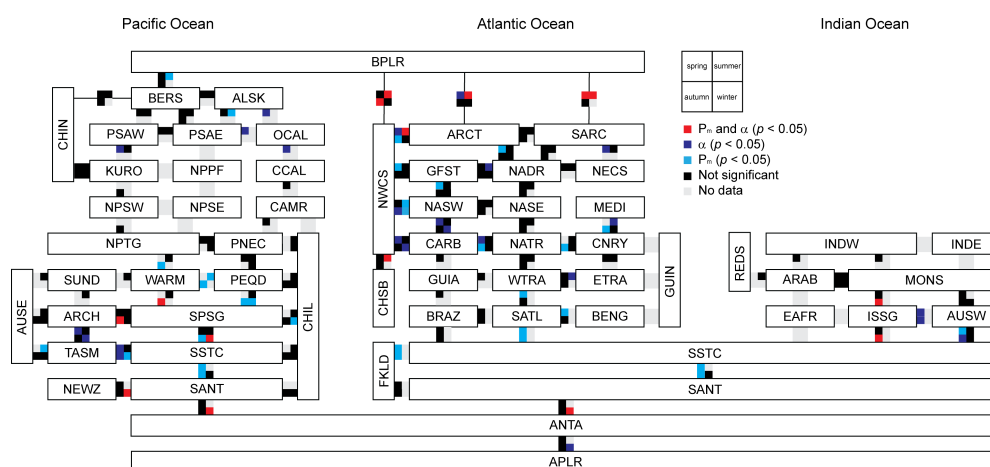 Pacific Ocean Atlantic Ocean Indian Ocean
BPLR
spring summer
autumn winter
BERS ALSK
CHIN
PSAW PSAE OCAL ARCT SARC
Pm and α (p < 0.05)
α (p < 0.05)
Pm (p < 0.05)
Not significant
No data
KURO NPPF CCAL NWCS GFST NADR NECS
NPSW NPSE CAMR NASW NASE MEDI
NPTG PNEC CARB NATR CNRY REDS INDW INDE
AUSE SUND WARM PEQD CHIL CHSB GUIA WTRA ETRA GUIN ARAB MONS
ARCH SPSG BRAZ SATL BENG EAFR ISSG AUSW
TASM SSTC FKLD SSTC
NEWZ SANT SANT
ANTA
APLR